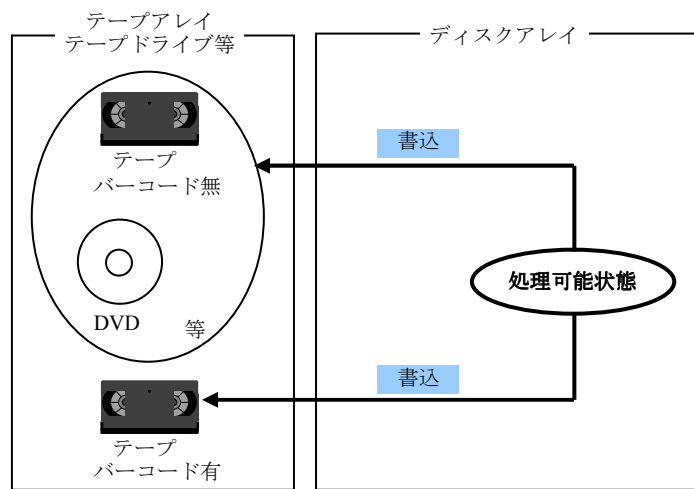 テープアレイ
テープドライブ等
テープ
バーコード無
DVD
等
テープ
バーコード有
ディスクアレイ
書込
処理可能状態
書込